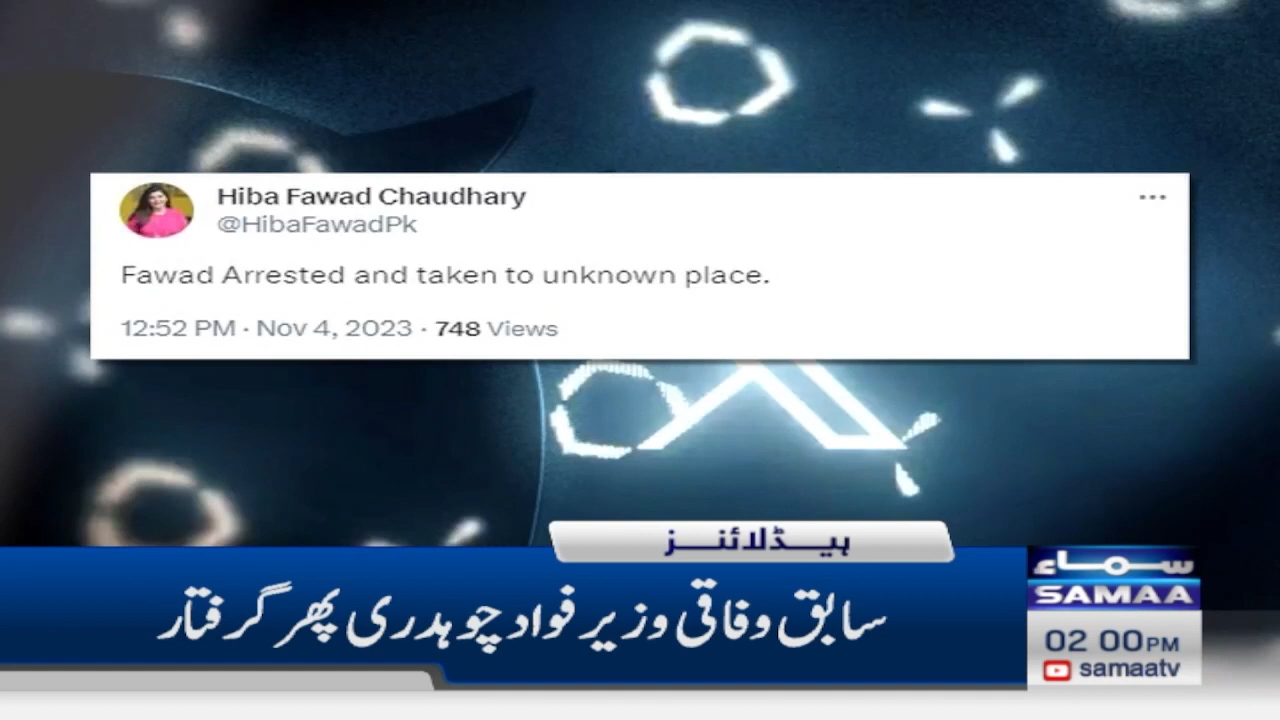 Hiba Fawad Chaudhary
@HibaFawadPk
Fawad Arrested and taken to unknown place.
12:52 PM · Nov 4, 2023 · 748 Views
ہیڈلائنز
سابق وفاقی وزیر فواد چوہدری پھر گرفتار
سماء
SAMAA
02 00PM
samaatv